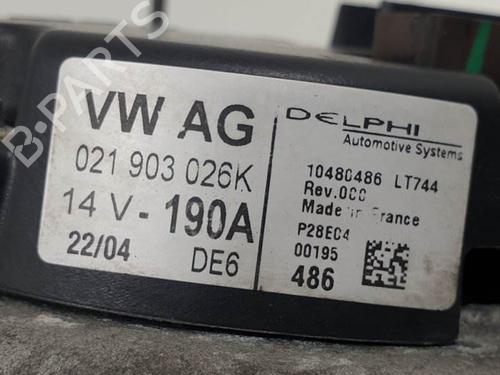 VW AG
021 903 026K
14 V - 190A
22/04 DE6
DELPHI
Automotive Systems
10480486 LT744
Rev.000
Made in France
P28E04
00195
486
B-PARTS